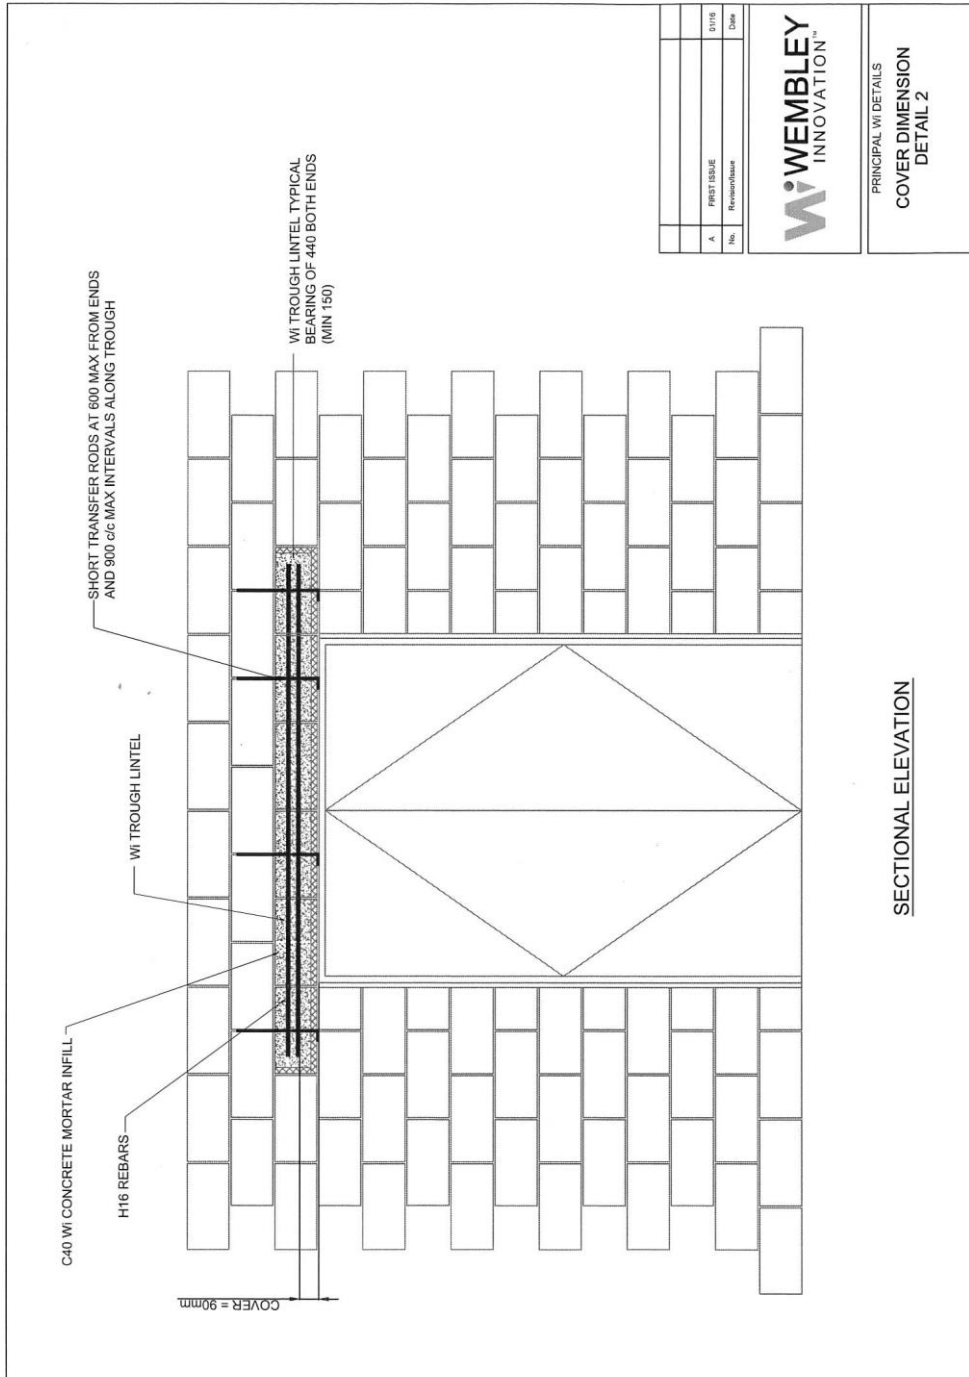 C40 Wi CONCRETE MORTAR INFILL
H16 REBARS
Wi TROUGH LINTEL
SHORT TRANSFER RODS AT 600 MAX FROM ENDS
AND 900 c/c MAX INTERVALS ALONG TROUGH
Wi TROUGH LINTEL TYPICAL
BEARING OF 440 BOTH ENDS
(MIN 150)
COVER = 90mm
SECTIONAL ELEVATION
A FIRST ISSUE 01/16
No. Revision/Issue Date
Wi WEMBLEY
INNOVATION™
PRINCIPAL Wi DETAILS
COVER DIMENSION
DETAIL 2